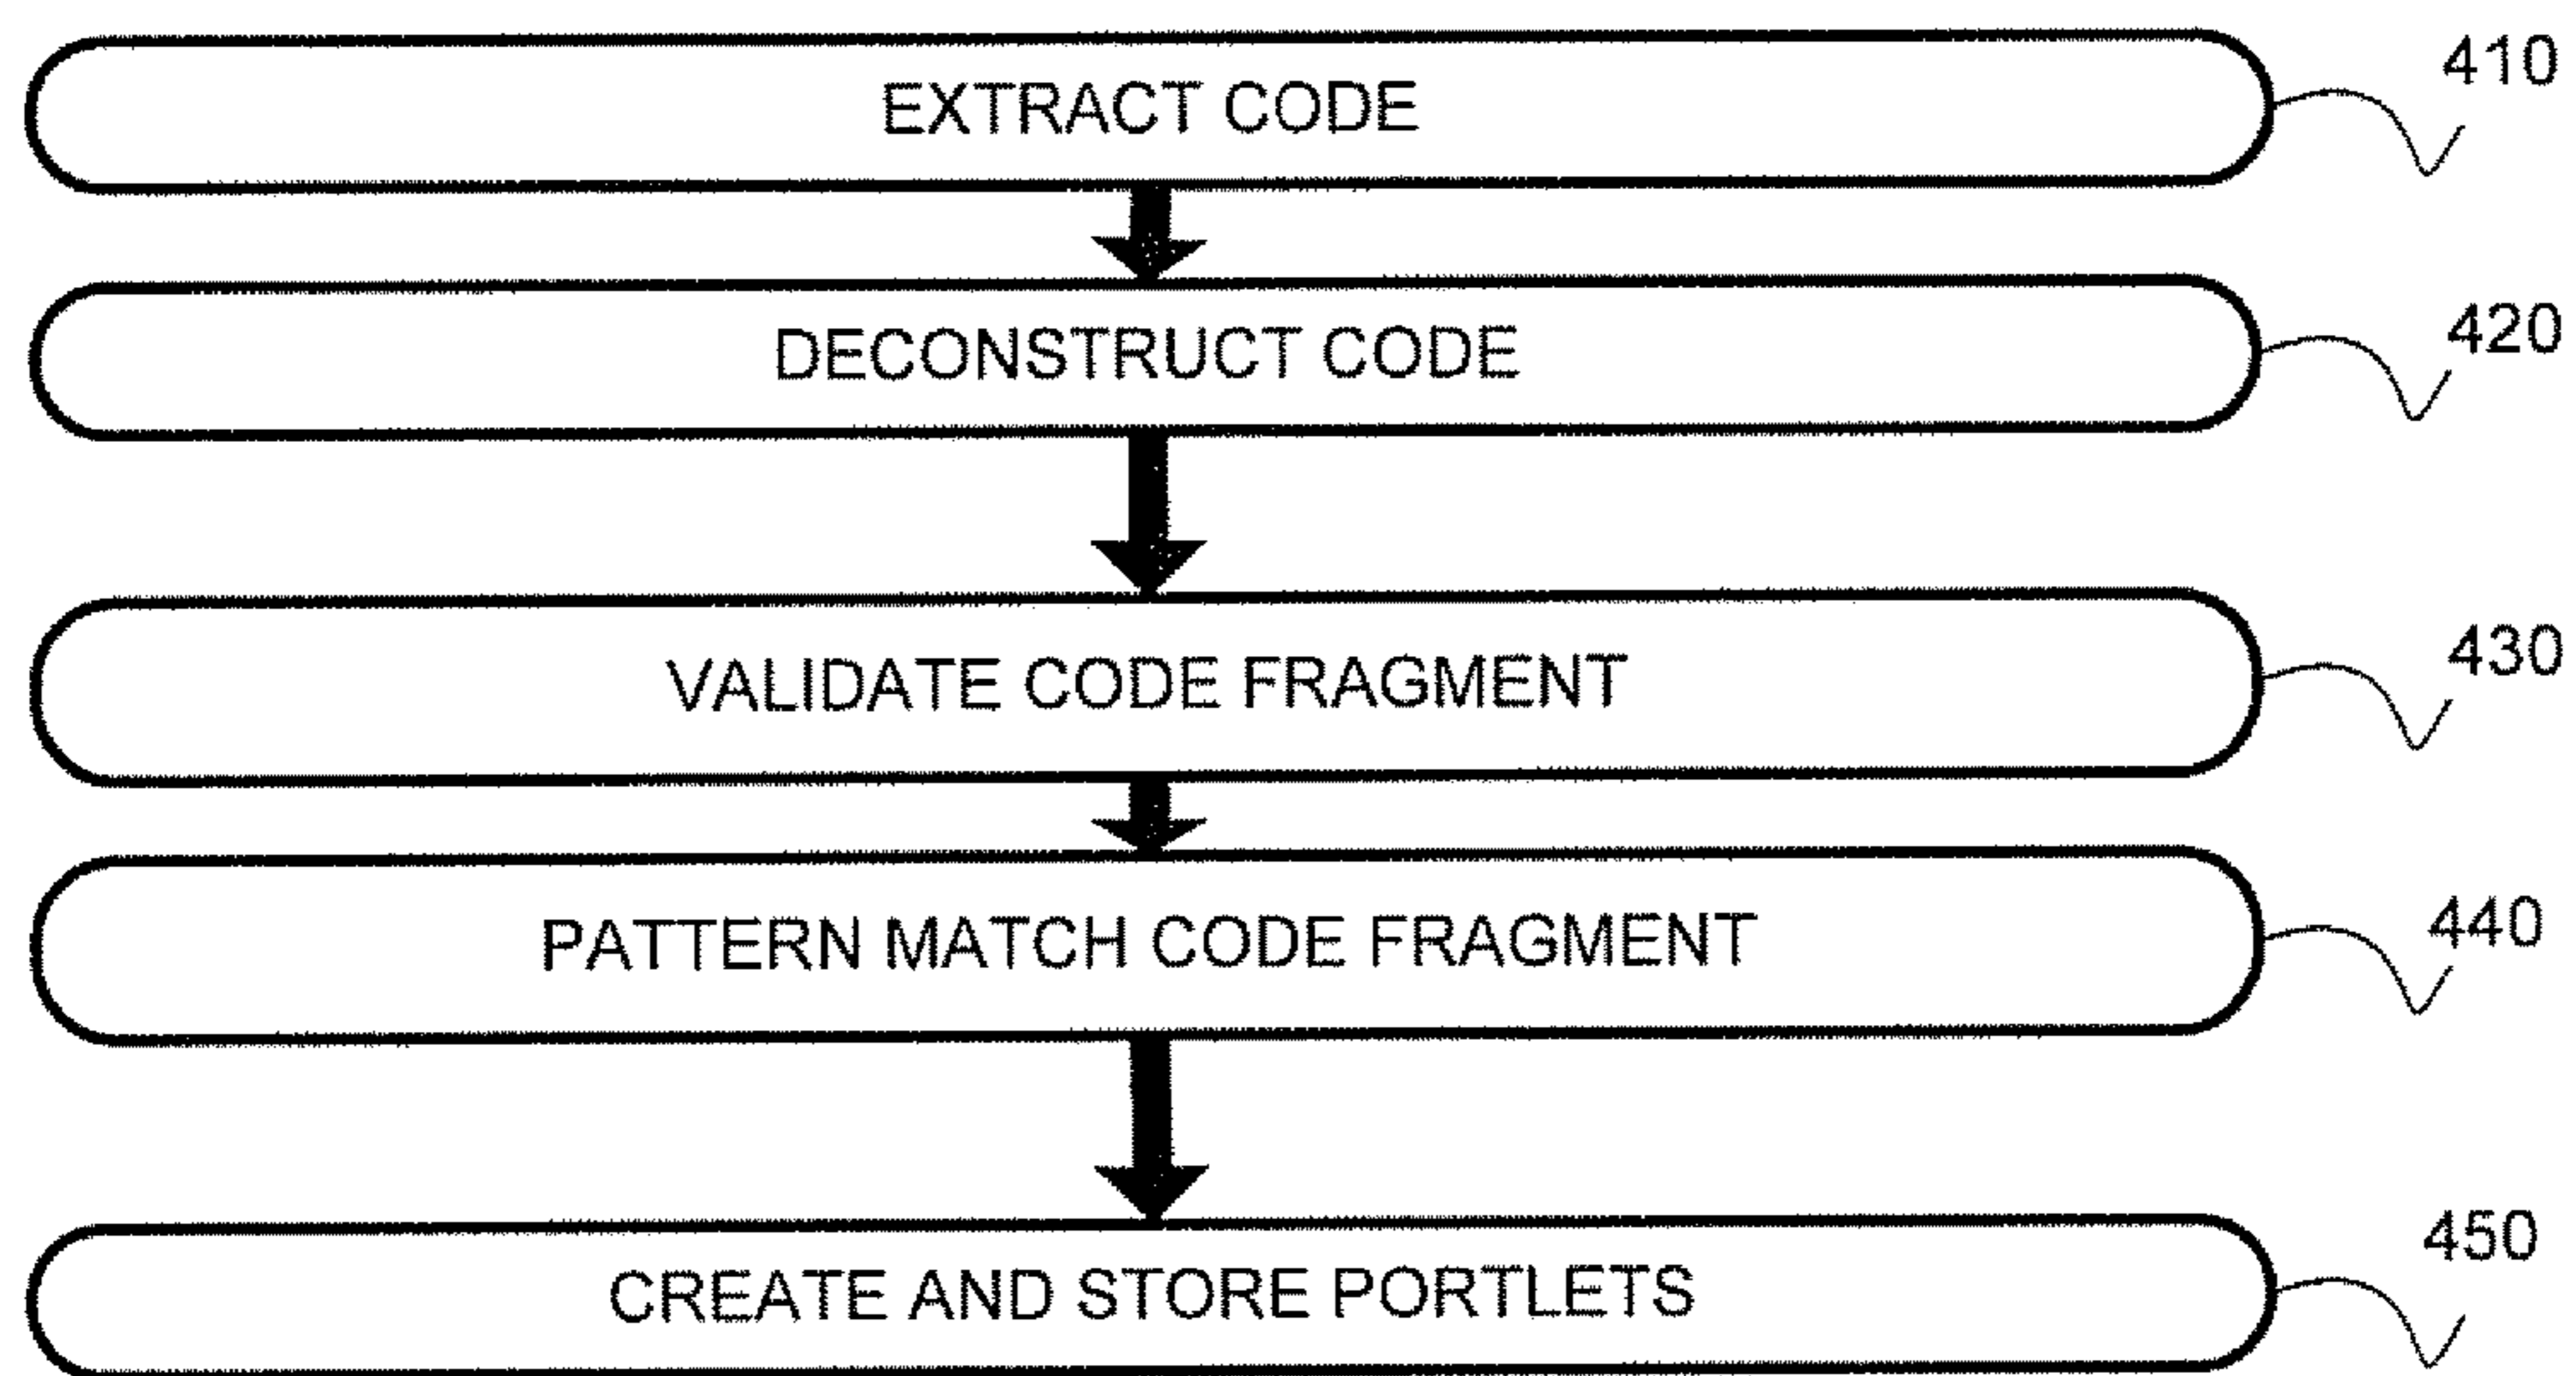 EXTRACT CODE
410
DECONSTRUCT CODE
420
VALIDATE CODE FRAGMENT
430
PATTERN MATCH CODE FRAGMENT
440
CREATE AND STORE PORTLETS
450